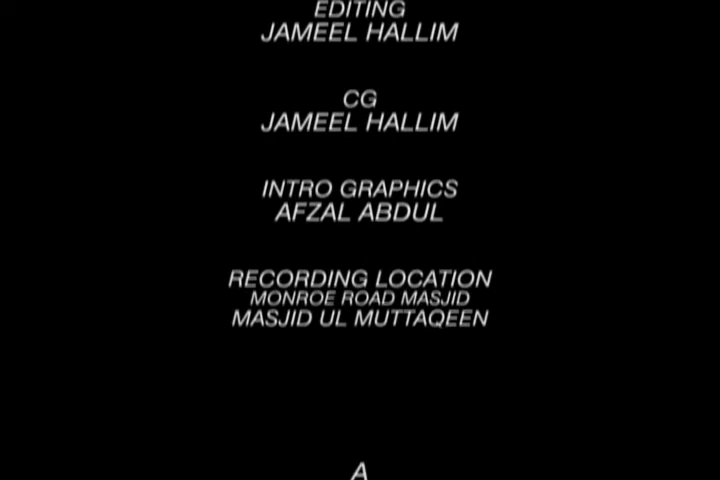 EDITING
JAMEEL HALLIM
CG
JAMEEL HALLIM
INTRO GRAPHICS
AFZAL ABDUL
RECORDING LOCATION
MONROE ROAD MASJID
MASJID UL MUTTAQEEN
A